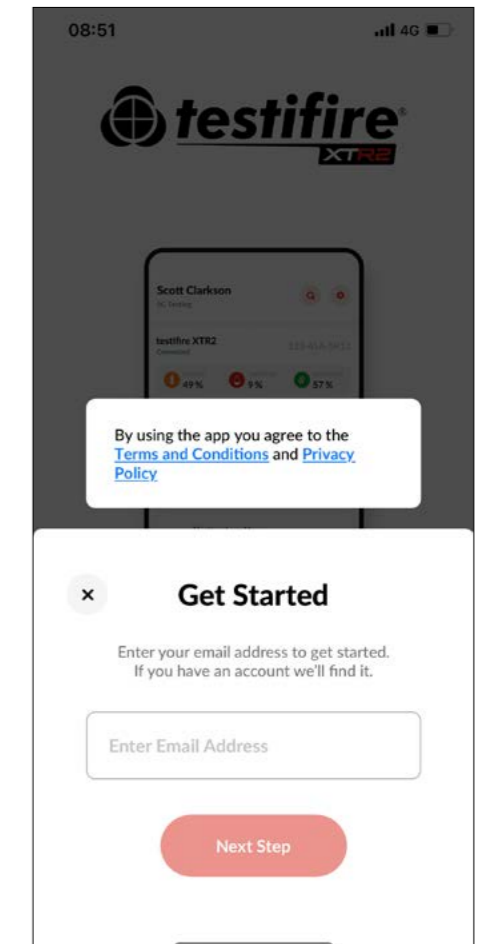 08:51
4G
testifire®
XTR2
Scott Clarkson
testifire XTR2
Connected
49% 9% 57%
By using the app you agree to the
Terms and Conditions and Privacy
Policy
×
Get Started
Enter your email address to get started.
If you have an account we'll find it.
Enter Email Address
Next Step